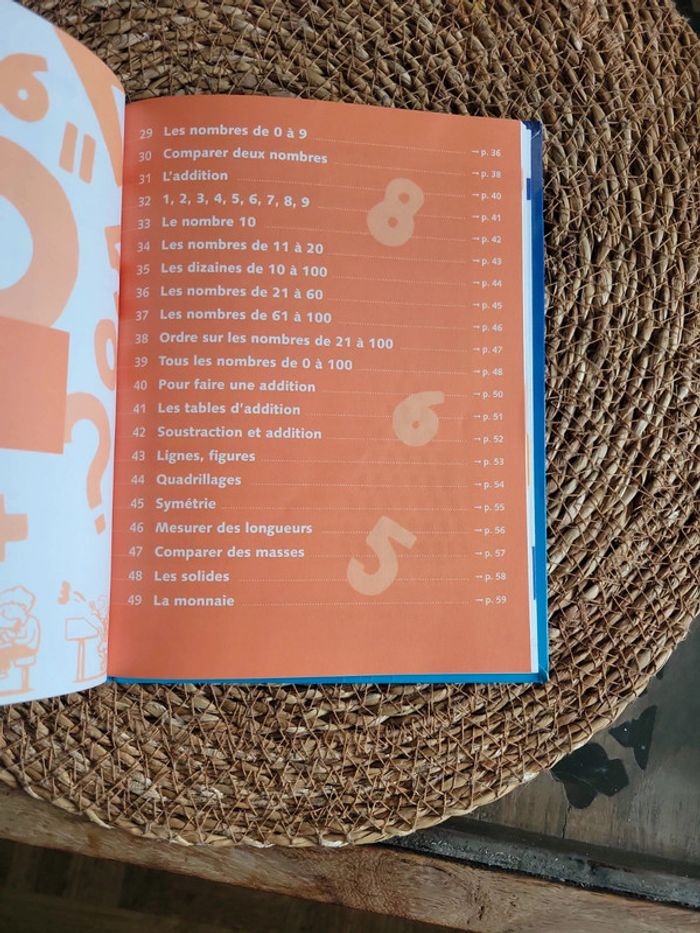 29 Les nombres de 0 à 9 → p. 36
30 Comparer deux nombres → p. 38
31 L'addition → p. 40
32 1, 2, 3, 4, 5, 6, 7, 8, 9 → p. 41
33 Le nombre 10 → p. 42
34 Les nombres de 11 à 20 → p. 43
35 Les dizaines de 10 à 100 → p. 44
36 Les nombres de 21 à 60 → p. 45
37 Les nombres de 61 à 100 → p. 46
38 Ordre sur les nombres de 21 à 100 → p. 47
39 Tous les nombres de 0 à 100 → p. 48
40 Pour faire une addition → p. 50
41 Les tables d'addition → p. 51
42 Soustraction et addition → p. 52
43 Lignes, figures → p. 53
44 Quadrillages → p. 54
45 Symétrie → p. 55
46 Mesurer des longueurs → p. 56
47 Comparer des masses → p. 57
48 Les solides → p. 58
49 La monnaie → p. 59
8
6
5
6
=
?
+